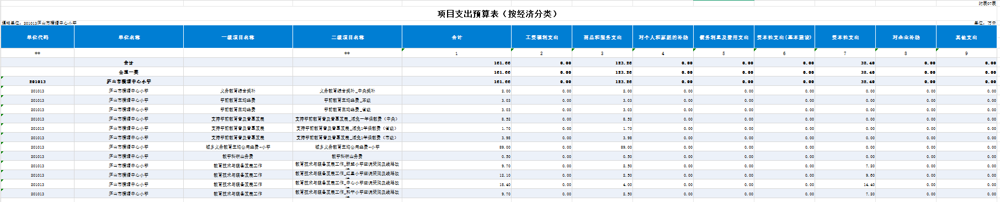 附表07表
项目支出预算表（按经济分类）
填报单位：201013庐山市横塘中心小学 单位：万元
单位代码 单位名称 一级项目名称 二级项目名称 合计 工资福利支出 商品和服务支出 对个人和家庭的补助 债务利息及费用支出 资本性支出(基本建设) 资本性支出 对企业补助 其他支出
** ** 1 2 3 4 5 6 7 8 9
合计 161.66 0.00 123.26 0.00 0.00 0.00 38.40 0.00 0.00
公基一类 161.66 0.00 123.26 0.00 0.00 0.00 38.40 0.00 0.00
201013 庐山市横塘中心小学 161.66 0.00 123.26 0.00 0.00 0.00 38.40 0.00 0.00
201013 庐山市横塘中心小学 义务教育综合奖补 义务教育综合奖补_中央奖补 2.00 0.00 2.00 0.00 0.00 0.00 0.00 0.00 0.00
201013 庐山市横塘中心小学 学前教育生均经费 学前教育生均经费_本级 3.03 0.00 3.03 0.00 0.00 0.00 0.00 0.00 0.00
201013 庐山市横塘中心小学 学前教育生均经费 学前教育生均经费_省级 3.03 0.00 3.03 0.00 0.00 0.00 0.00 0.00 0.00
201013 庐山市横塘中心小学 支持学前教育普及普惠发展 支持学前教育普及普惠发展_减免一年保教费（中央） 8.52 0.00 8.52 0.00 0.00 0.00 0.00 0.00 0.00
201013 庐山市横塘中心小学 支持学前教育普及普惠发展 支持学前教育普及普惠发展_减免1年保教费（省级） 1.70 0.00 1.70 0.00 0.00 0.00 0.00 0.00 0.00
201013 庐山市横塘中心小学 支持学前教育普及普惠发展 支持学前教育普及普惠发展_减免1年保教费（市级） 3.98 0.00 3.98 0.00 0.00 0.00 0.00 0.00 0.00
201013 庐山市横塘中心小学 城乡义务教育生均公用经费-小学 城乡义务教育生均公用经费-小学 89.00 0.00 89.00 0.00 0.00 0.00 0.00 0.00 0.00
201013 庐山市横塘中心小学 教学科研业务费 教学科研业务费 0.50 0.00 0.50 0.00 0.00 0.00 0.00 0.00 0.00
201013 庐山市横塘中心小学 教育技术与装备发展工作 教育技术与装备发展工作_联盟小学空调采购及线路改 9.70 0.00 2.50 0.00 0.00 0.00 7.20 0.00 0.00
201013 庐山市横塘中心小学 教育技术与装备发展工作 教育技术与装备发展工作_红星小学空调采购及线路改 12.10 0.00 2.50 0.00 0.00 0.00 9.60 0.00 0.00
201013 庐山市横塘中心小学 教育技术与装备发展工作 教育技术与装备发展工作_中心小学空调采购及线路改 18.40 0.00 4.00 0.00 0.00 0.00 14.40 0.00 0.00
201013 庐山市横塘中心小学 教育技术与装备发展工作 教育技术与装备发展工作_和平小学空调采购及线路改 9.70 0.00 2.50 0.00 0.00 0.00 7.20 0.00 0.00